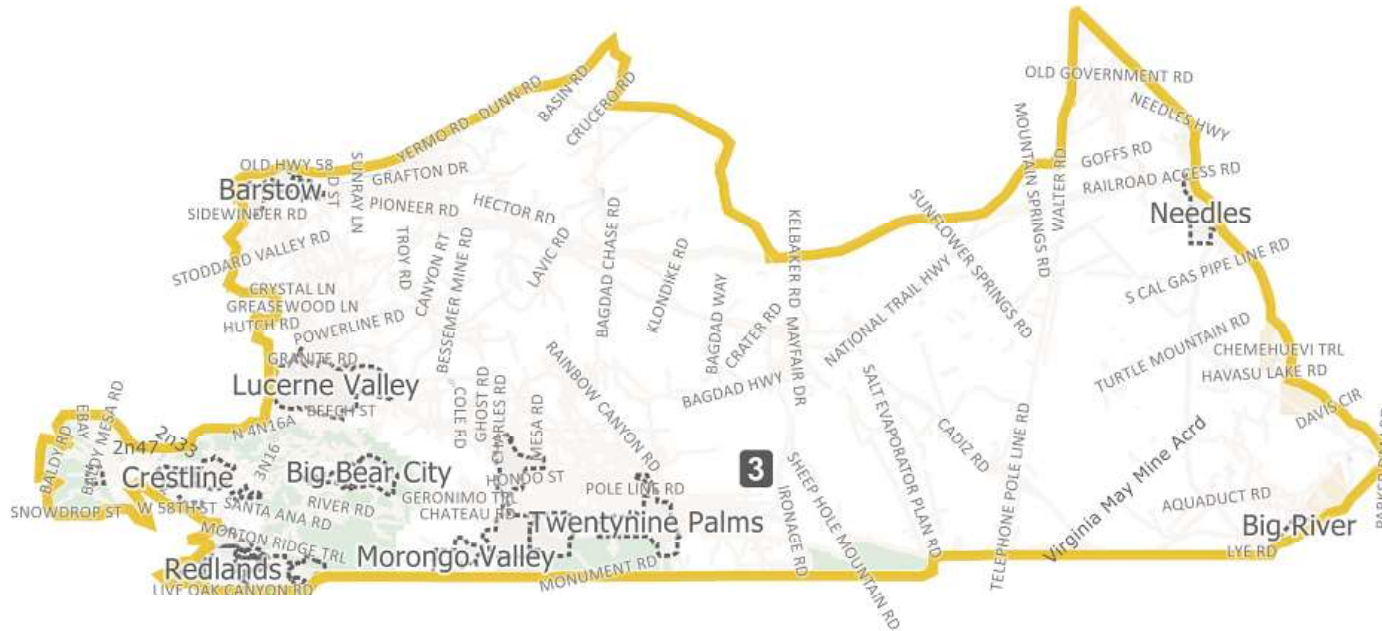 OLD GOVERNMENT RD
NEEDLES HWY
BASIN RD
DUNN RD
CRUCERO RD
YERMO RD
MOUNTAIN SPRINGS RD
WALTER RD
GOFFS RD
RAILROAD ACCESS RD
OLD HWY 58
D ST
SUNRAY LN
GRAFTON DR
Barstow
SIDEWINDER RD
PIONEER RD
HECTOR RD
Needles
STODDARD VALLEY RD
TROY RD
CANYON RT
BESSEMER MINE RD
LAVIC RD
BAGDAD CHASE RD
KLONDIKE RD
BAGDAD WAY
CRATER RD
KELBAKER RD
MAYFAIR DR
NATIONAL TRAIL HWY
SUNFLOWER SPRINGS RD
S CAL GAS PIPE LINE RD
CRYSTAL LN
GREASEWOOD LN
HUTCH RD
POWERLINE RD
GRANITE RD
Lucerne Valley
BEECH ST
RAINBOW CANYON RD
BAGDAD HWY
SALT EVAPORATOR PLAN RD
TURTLE MOUNTAIN RD
CHEMEHUEVI TRL
HAVASU LAKE RD
DAVIS CIR
COLE RD
GHOST RD
CHARLES RD
MESA RD
CADIZ RD
TELEPHONE POLE LINE RD
BALDY RD
EBAY
BALDY MESA RD
2n47
2n33
N 4N16A
3N16
Crestline
Big Bear City
HONDO ST
GERONIMO TRL
POLE LINE RD
3
SHEEP HOLE MOUNTAIN RD
IRONAGE RD
Virginia May Mine Acrd
AQUADUCT RD
SNOWDROP ST
W 58TH ST
SANTA ANA RD
RIVER RD
CHATEAU RD
Twentynine Palms
Big River
MORTON RIDGE TRL
Morongo Valley
LYE RD
Redlands
MONUMENT RD
LIVE OAK CANYON RD